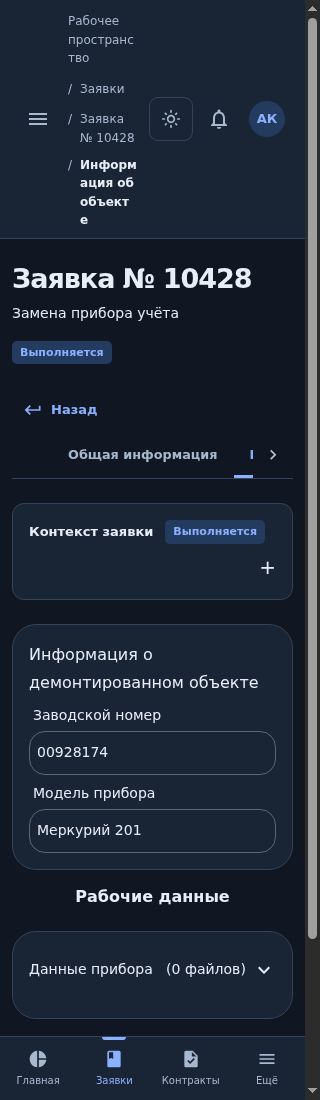 Рабочее
пространс
тво
/ Заявки
/ Заявка
№ 10428
/ Информ
ация об
объект
е
АК
Заявка № 10428
Замена прибора учёта
Выполняется
Назад
Общая информация
Контекст заявки
Выполняется
+
Информация о
демонтированном объекте
Заводской номер
00928174
Модель прибора
Меркурий 201
Рабочие данные
Данные прибора (0 файлов)
Главная
Заявки
Контракты
Ещё